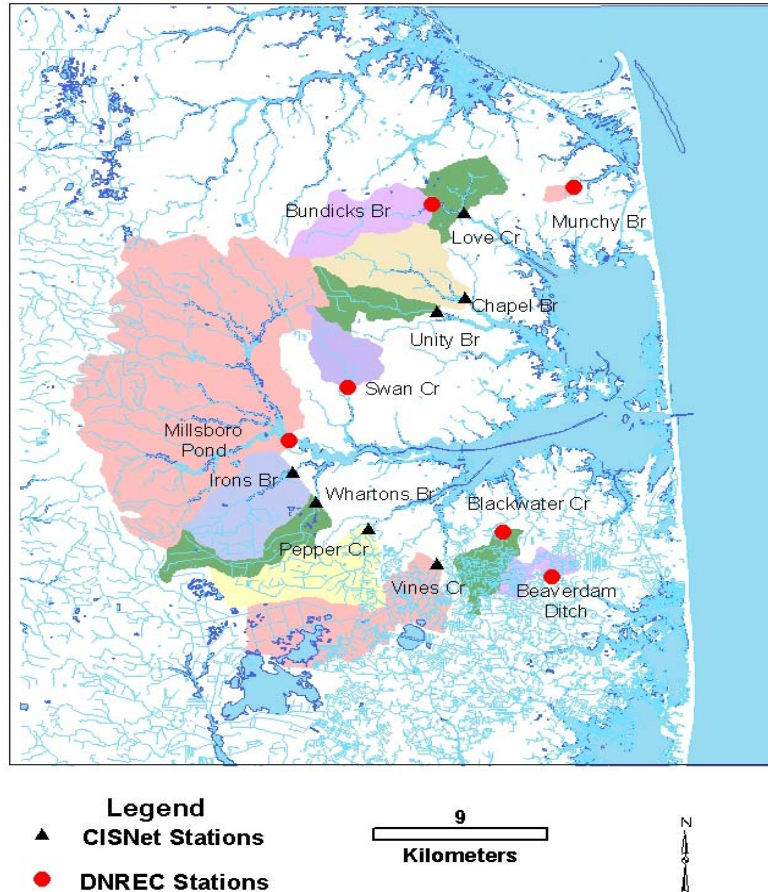 Bundicks Br
Munchy Br
Love Cr
Chapel Br
Unity Br
Swan Cr
Millsboro
Pond
Irons Br
Whartons Br
Blackwater Cr
Pepper Cr
Vines Cr
Beaverdam
Ditch
Legend
CISNet Stations
DNREC Stations
9
Kilometers
N